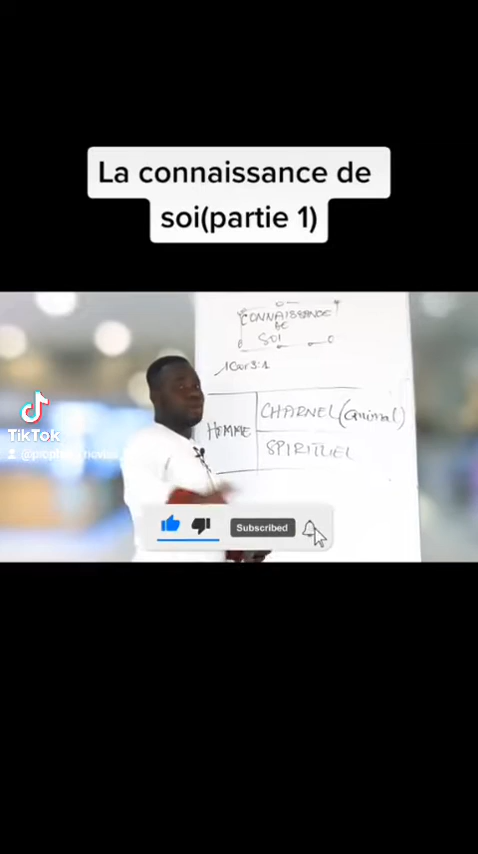 La connaissance de
soi(partie 1)
CONNAISSANCE
DE
SOI
1Cor3:1
HOMME
CHARNEL (animal)
SPIRITUEL
TikTok
Subscribed